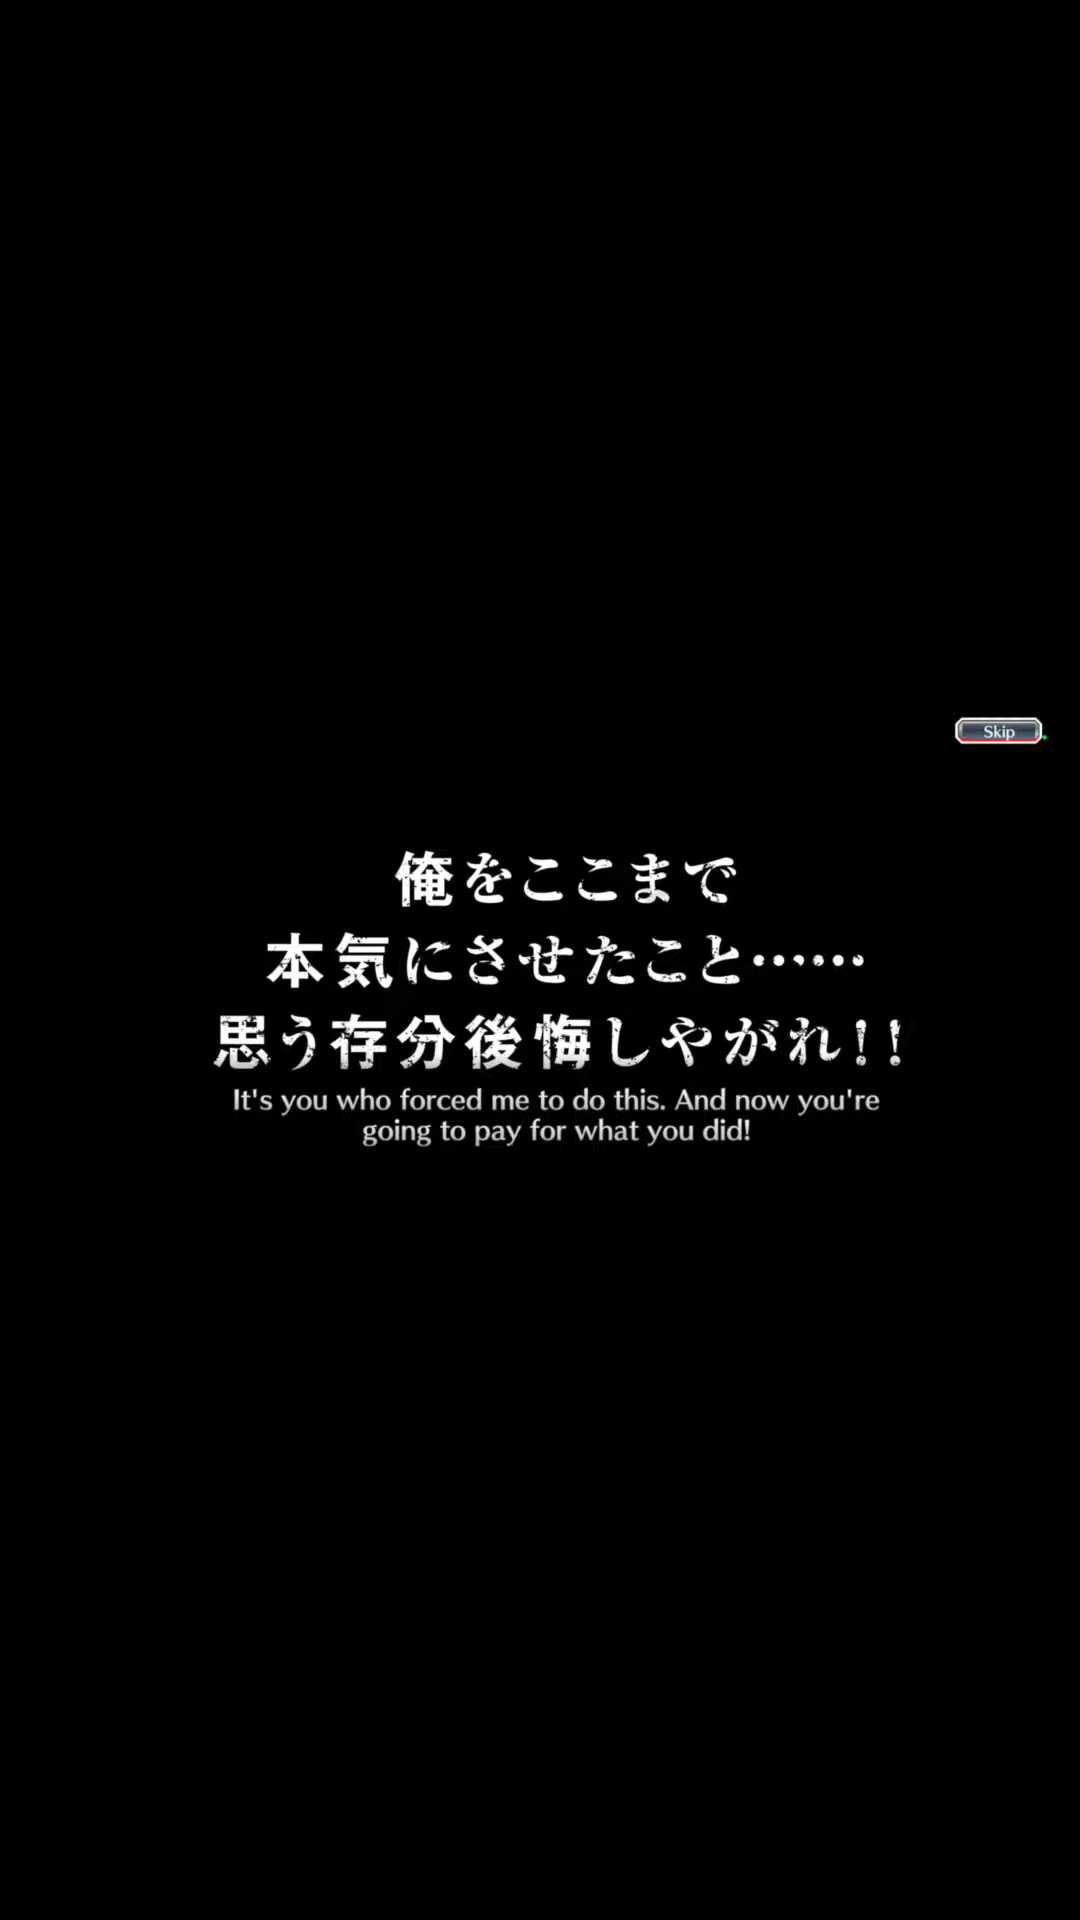 Skip
俺をここまで
本気にさせたこと……
思う存分後悔しやがれ!!
It's you who forced me to do this. And now you're
going to pay for what you did!